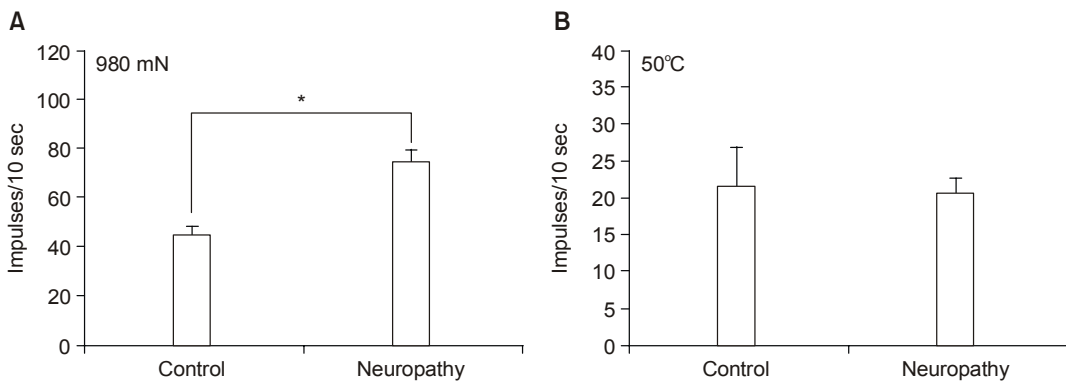 A
980 mN
Impulses/10 sec
120
100
80
60
40
20
0
*
Control
Neuropathy
B
50℃
Impulses/10 sec
40
35
30
25
20
15
10
5
0
Control
Neuropathy